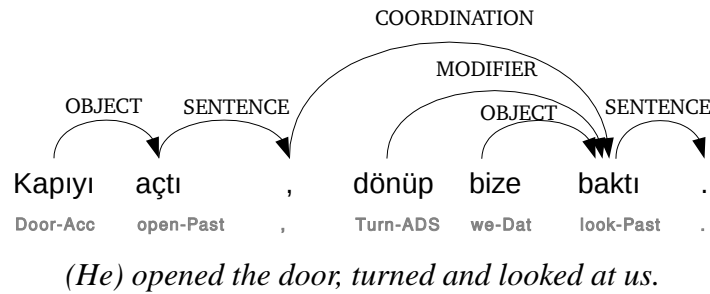 COORDINATION
MODIFIER
OBJECT SENTENCE OBJECT SENTENCE
Kapıyı açtı , dönüp bize baktı .
Door-Acc open-Past , Turn-ADS we-Dat look-Past .
(He) opened the door, turned and looked at us.